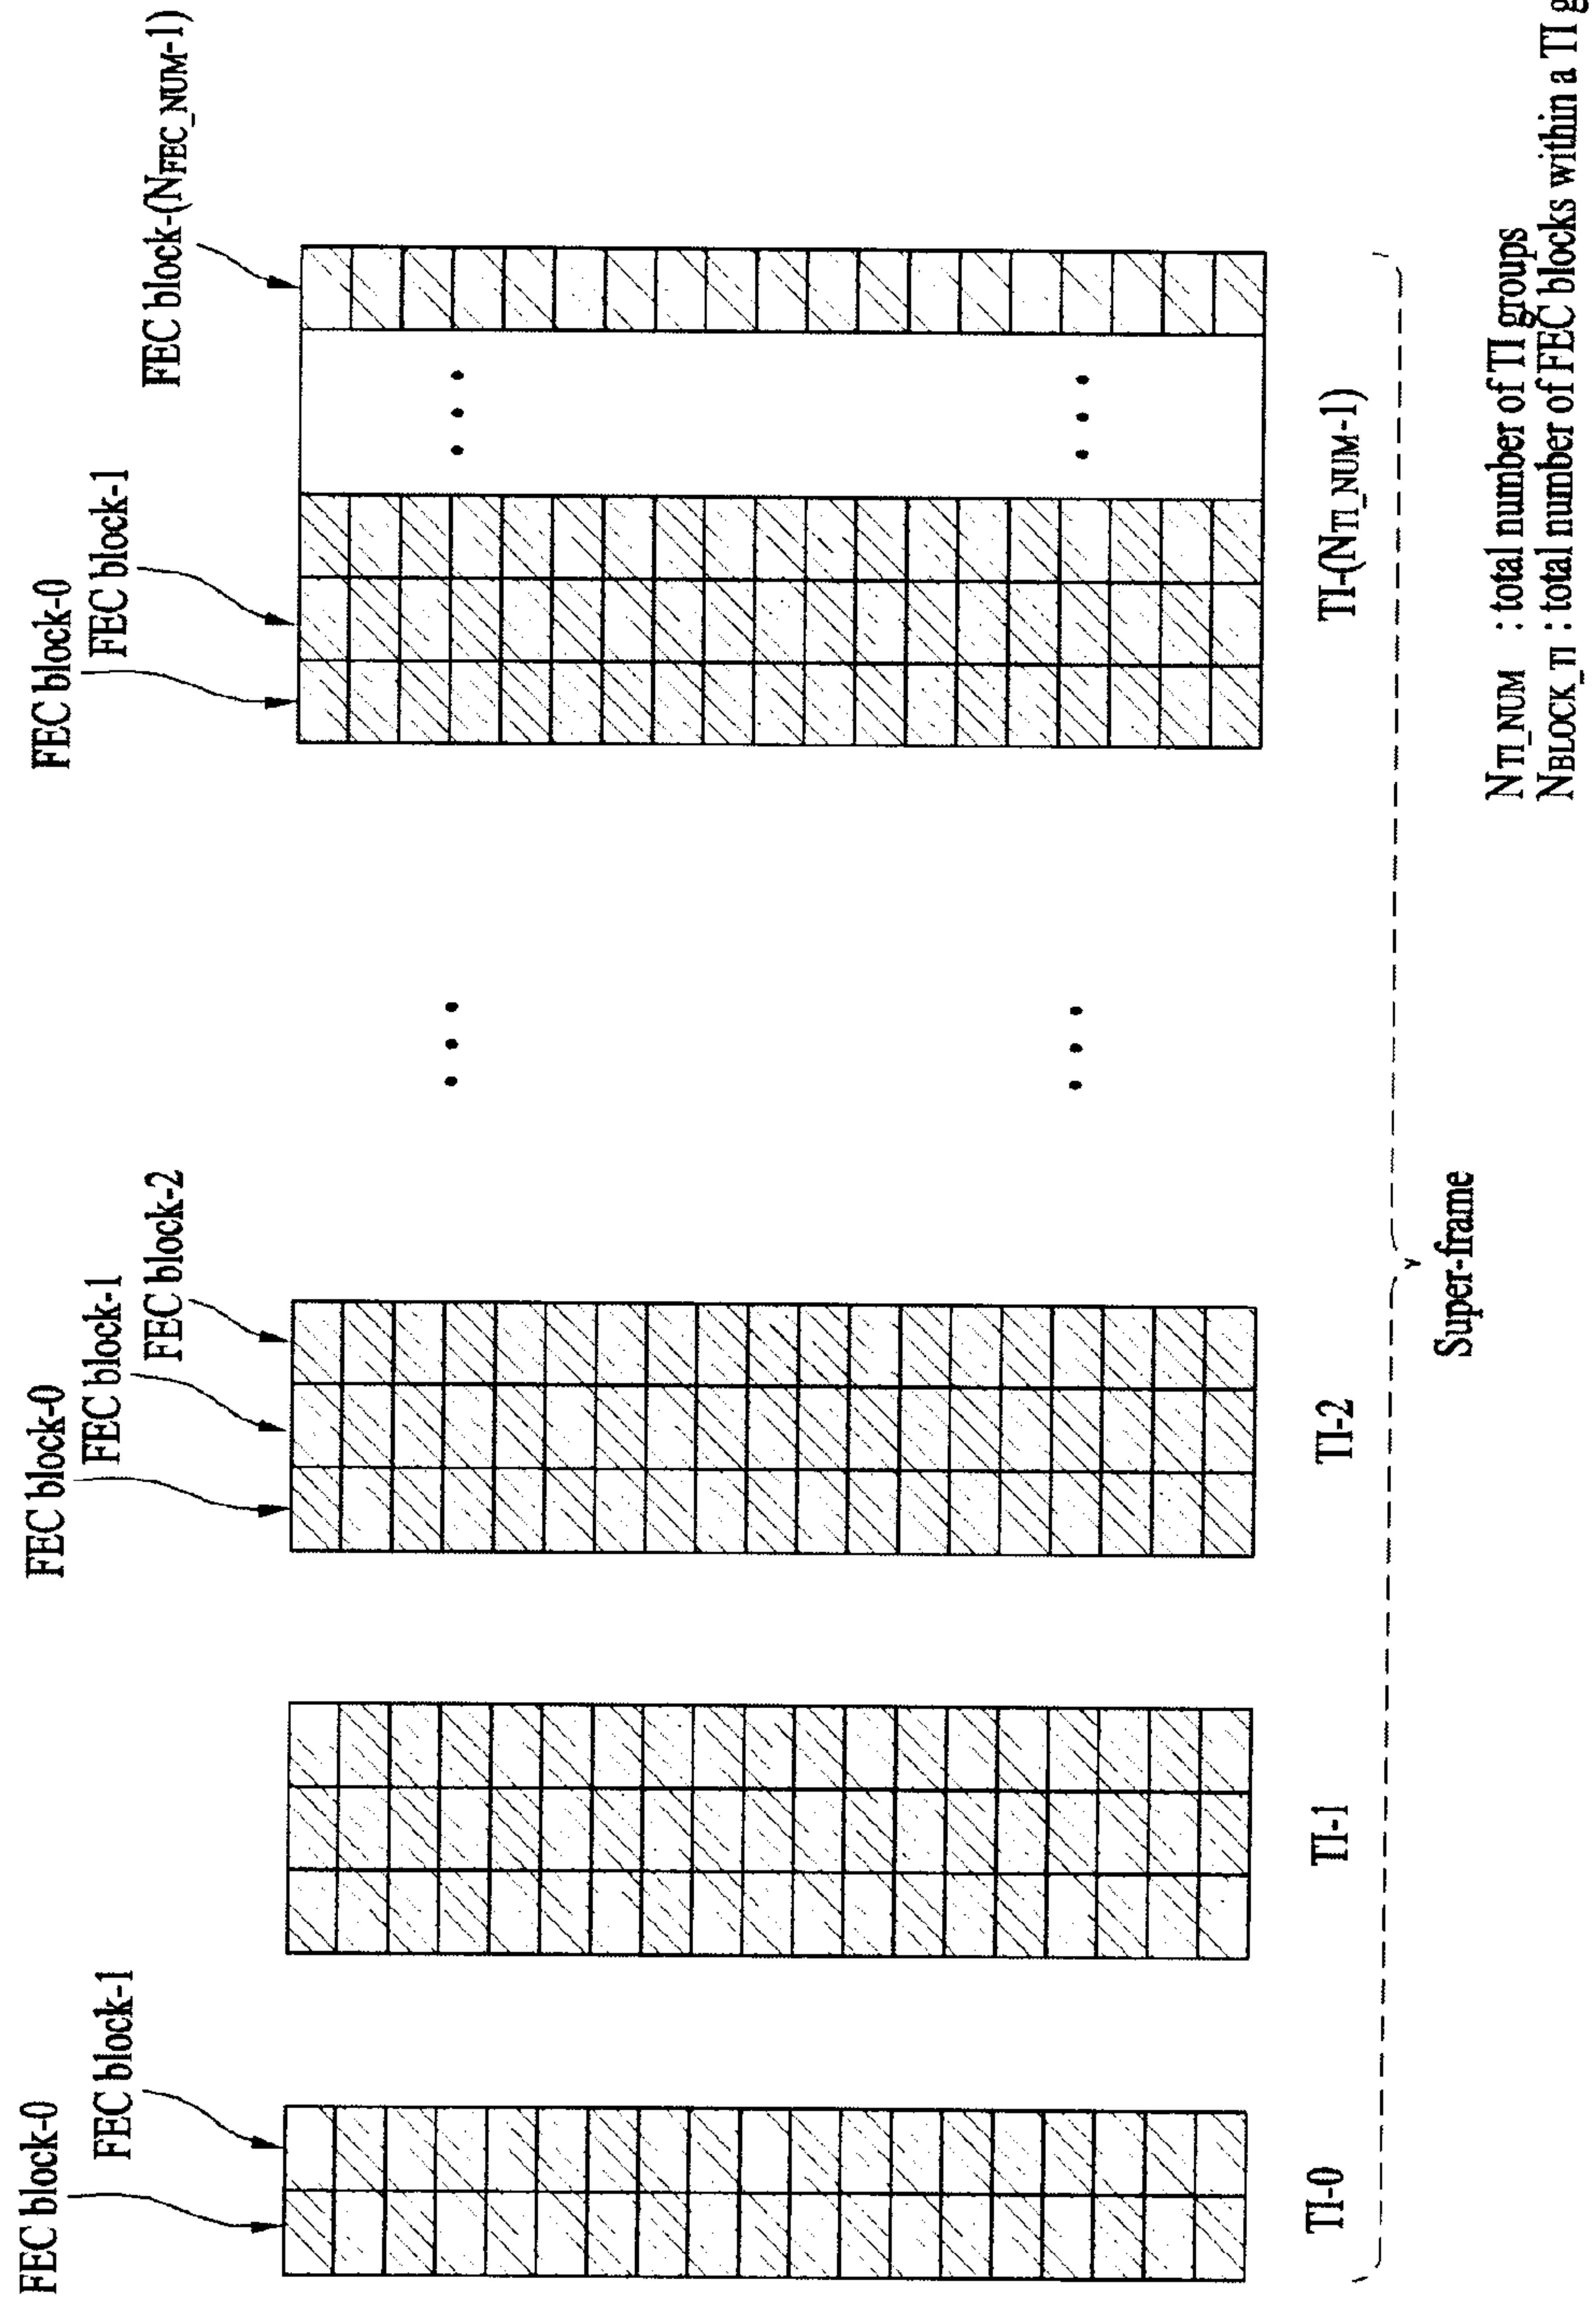 FEC block-0
FEC block-1
FEC block-0
FEC block-1
FEC block-2
FEC block-0
FEC block-1
FEC block-(NFEC_NUM-1)
TI-0
TI-1
TI-2
TI-(NTI_NUM-1)
Super-frame
NTI_NUM : total number of TI groups
NBLOCK_TI : total number of FEC blocks within a TI